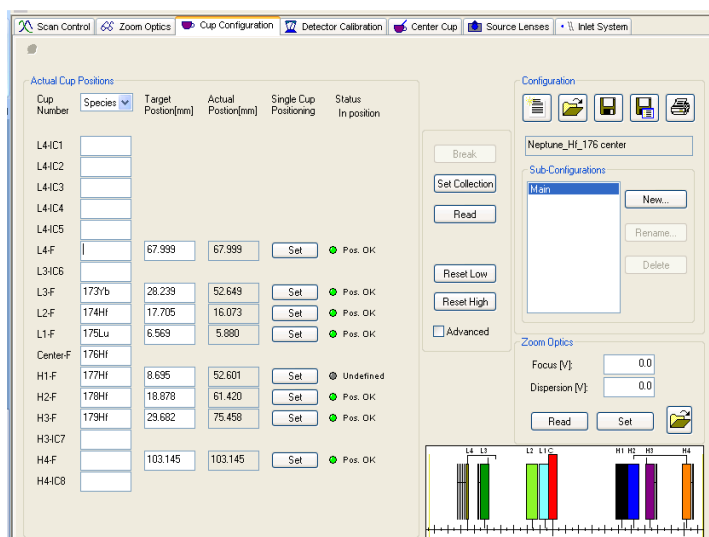 Scan Control Zoom Optics Cup Configuration Detector Calibration Center Cup Source Lenses Inlet System
Actual Cup Positions
Cup Number Species Target Postion[mm] Actual Postion[mm] Single Cup Positioning Status In position
L4-IC1
L4-IC2
L4-IC3
L4-IC4
L4-IC5
L4-F 67.999 67.999 Set Pos. OK
L3-IC6
L3-F 173Yb 28.239 52.649 Set Pos. OK
L2-F 174Hf 17.705 16.073 Set Pos. OK
L1-F 175Lu 6.569 5.880 Set Pos. OK
Center-F 176Hf
H1-F 177Hf 8.695 52.601 Set Undefined
H2-F 178Hf 18.878 61.420 Set Pos. OK
H3-F 179Hf 29.682 75.458 Set Pos. OK
H3-IC7
H4-F 103.145 103.145 Set Pos. OK
H4-IC8
Break
Set Collection
Read
Reset Low
Reset High
Advanced
Configuration
Neptune_Hf_176 center
Sub-Configurations
Main
New...
Rename...
Delete
Zoom Optics
Focus [V]: 0.0
Dispersion [V]: 0.0
Read Set
L4 L3 L2 L1 C H1 H2 H3 H4